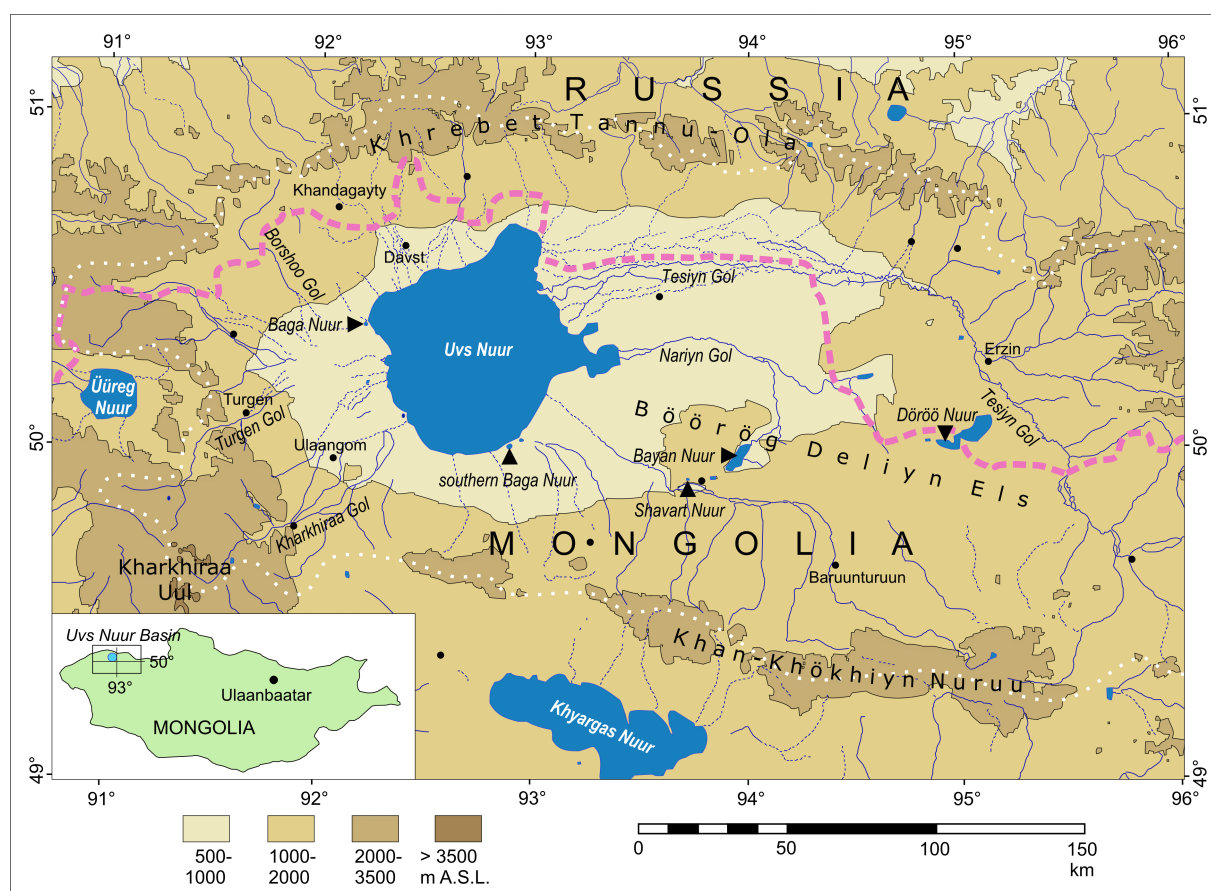 91°
92°
93°
94°
95°
96°
51°
51°
RUSSIA
Khrebet-Tannu-Ola
Khandagayty
Borshoo Gol
Davst
Tesiyn Gol
Baga Nuur
Uvs Nuur
Nariyn Gol
Erzin
Üüreg
Nuur
Turgen
Turgen Gol
Tesiyn Gol
Döröö Nuur
50°
50°
Böörög Deliyn Els
Ulaangom
Bayan Nuur
southern Baga Nuur
Shavart Nuur
Kharkhiraa Gol
MONGOLIA
Kharkhiraa
Uul
Baruunturuun
Khan-Khökhiyn Nuruu
Uvs Nuur Basin
50°
93°
Ulaanbaatar
MONGOLIA
Khyargas Nuur
49°
49°
91°
92°
93°
94°
95°
96°
500-
1000
1000-
2000
2000-
3500
> 3500
m A.S.L.
0
50
100
150
km